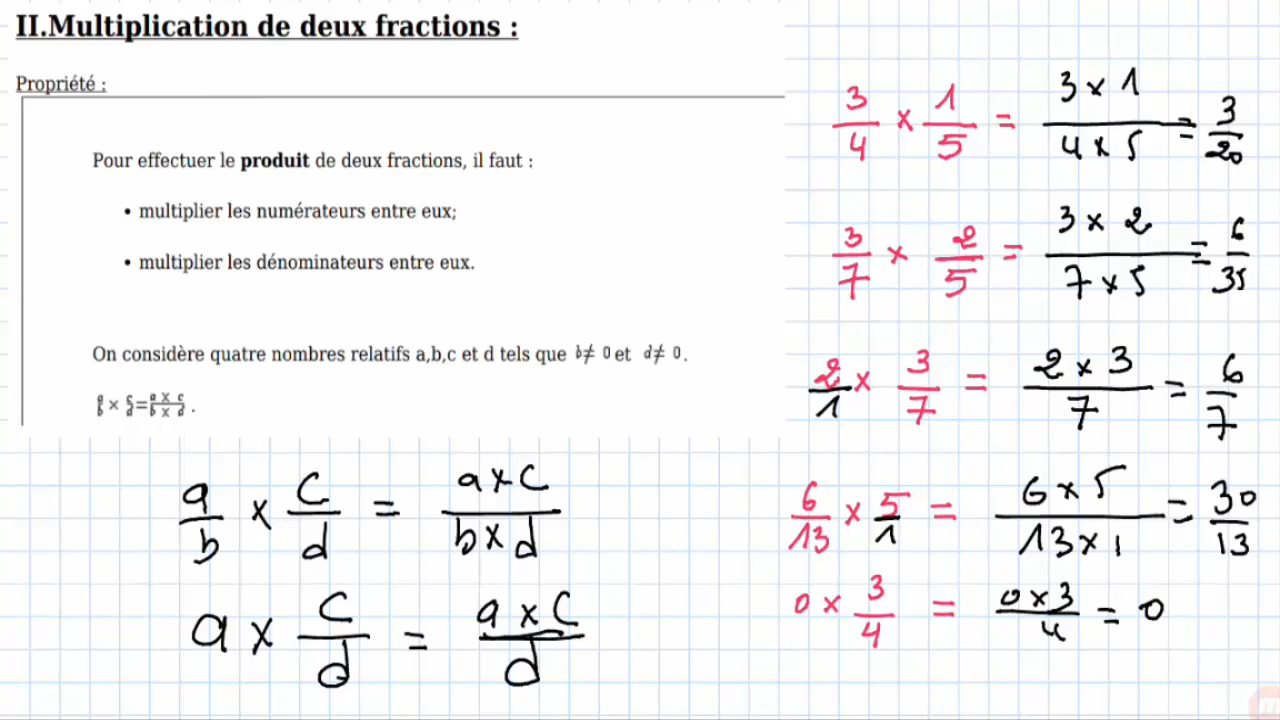 II.Multiplication de deux fractions :
Propriété :
Pour effectuer le produit de deux fractions, il faut :
• multiplier les numérateurs entre eux;
• multiplier les dénominateurs entre eux.
On considère quatre nombres relatifs a,b,c et d tels que b≠ 0 et d≠ 0.
a/b × c/d = (a × c)/(b × d) .
a/b × c/d = (a × c)/(b × d)
a × c/d = (a × c)/d
3/4 × 1/5 = (3 × 1)/(4 × 5) = 3/20
3/7 × 2/5 = (3 × 2)/(7 × 5) = 6/35
2/1 × 3/7 = (2 × 3)/7 = 6/7
6/13 × 5/1 = (6 × 5)/(13 × 1) = 30/13
0 × 3/4 = (0 × 3)/4 = 0